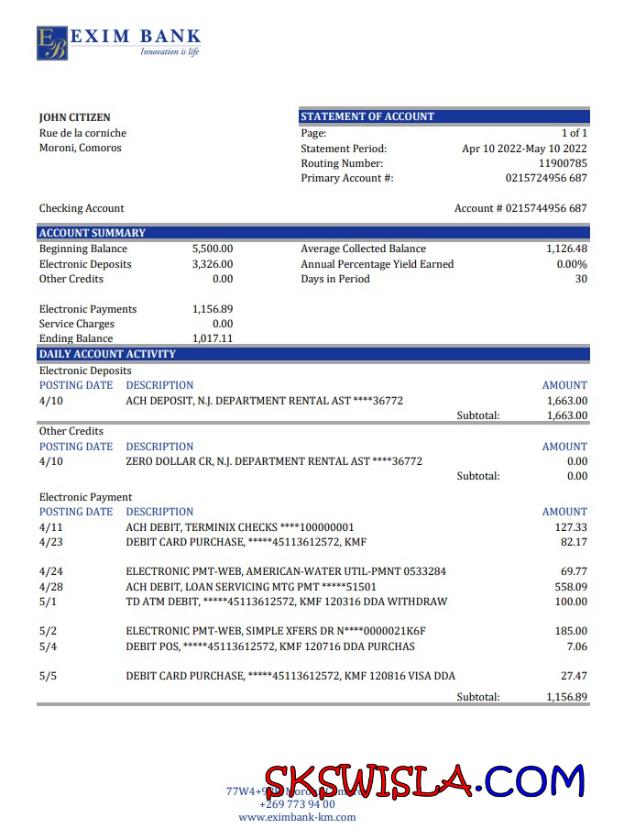 EB EXIM BANK
Innovation is life
JOHN CITIZEN
Rue de la corniche
Moroni, Comoros
STATEMENT OF ACCOUNT
Page: 1 of 1
Statement Period: Apr 10 2022-May 10 2022
Routing Number: 11900785
Primary Account #: 0215724956 687
Checking Account Account # 0215744956 687
ACCOUNT SUMMARY
Beginning Balance 5,500.00 Average Collected Balance 1,126.48
Electronic Deposits 3,326.00 Annual Percentage Yield Earned 0.00%
Other Credits 0.00 Days in Period 30
Electronic Payments 1,156.89
Service Charges 0.00
Ending Balance 1,017.11
DAILY ACCOUNT ACTIVITY
Electronic Deposits
POSTING DATE DESCRIPTION AMOUNT
4/10 ACH DEPOSIT, N.J. DEPARTMENT RENTAL AST ****36772 1,663.00
Subtotal: 1,663.00
Other Credits
POSTING DATE DESCRIPTION AMOUNT
4/10 ZERO DOLLAR CR, N.J. DEPARTMENT RENTAL AST ****36772 0.00
Subtotal: 0.00
Electronic Payment
POSTING DATE DESCRIPTION AMOUNT
4/11 ACH DEBIT, TERMINIX CHECKS ****100000001 127.33
4/23 DEBIT CARD PURCHASE, *****45113612572, KMF 82.17
4/24 ELECTRONIC PMT-WEB, AMERICAN-WATER UTIL-PMNT 0533284 69.77
4/28 ACH DEBIT, LOAN SERVICING MTG PMT *****51501 558.09
5/1 TD ATM DEBIT, *****45113612572, KMF 120316 DDA WITHDRAW 100.00
5/2 ELECTRONIC PMT-WEB, SIMPLE XFERS DR N****0000021K6F 185.00
5/4 DEBIT POS, *****45113612572, KMF 120716 DDA PURCHAS 7.06
5/5 DEBIT CARD PURCHASE, *****45113612572, KMF 120816 VISA DDA 27.47
Subtotal: 1,156.89
SKSWISLA.COM
+269 773 94 00
www.eximbank-km.com